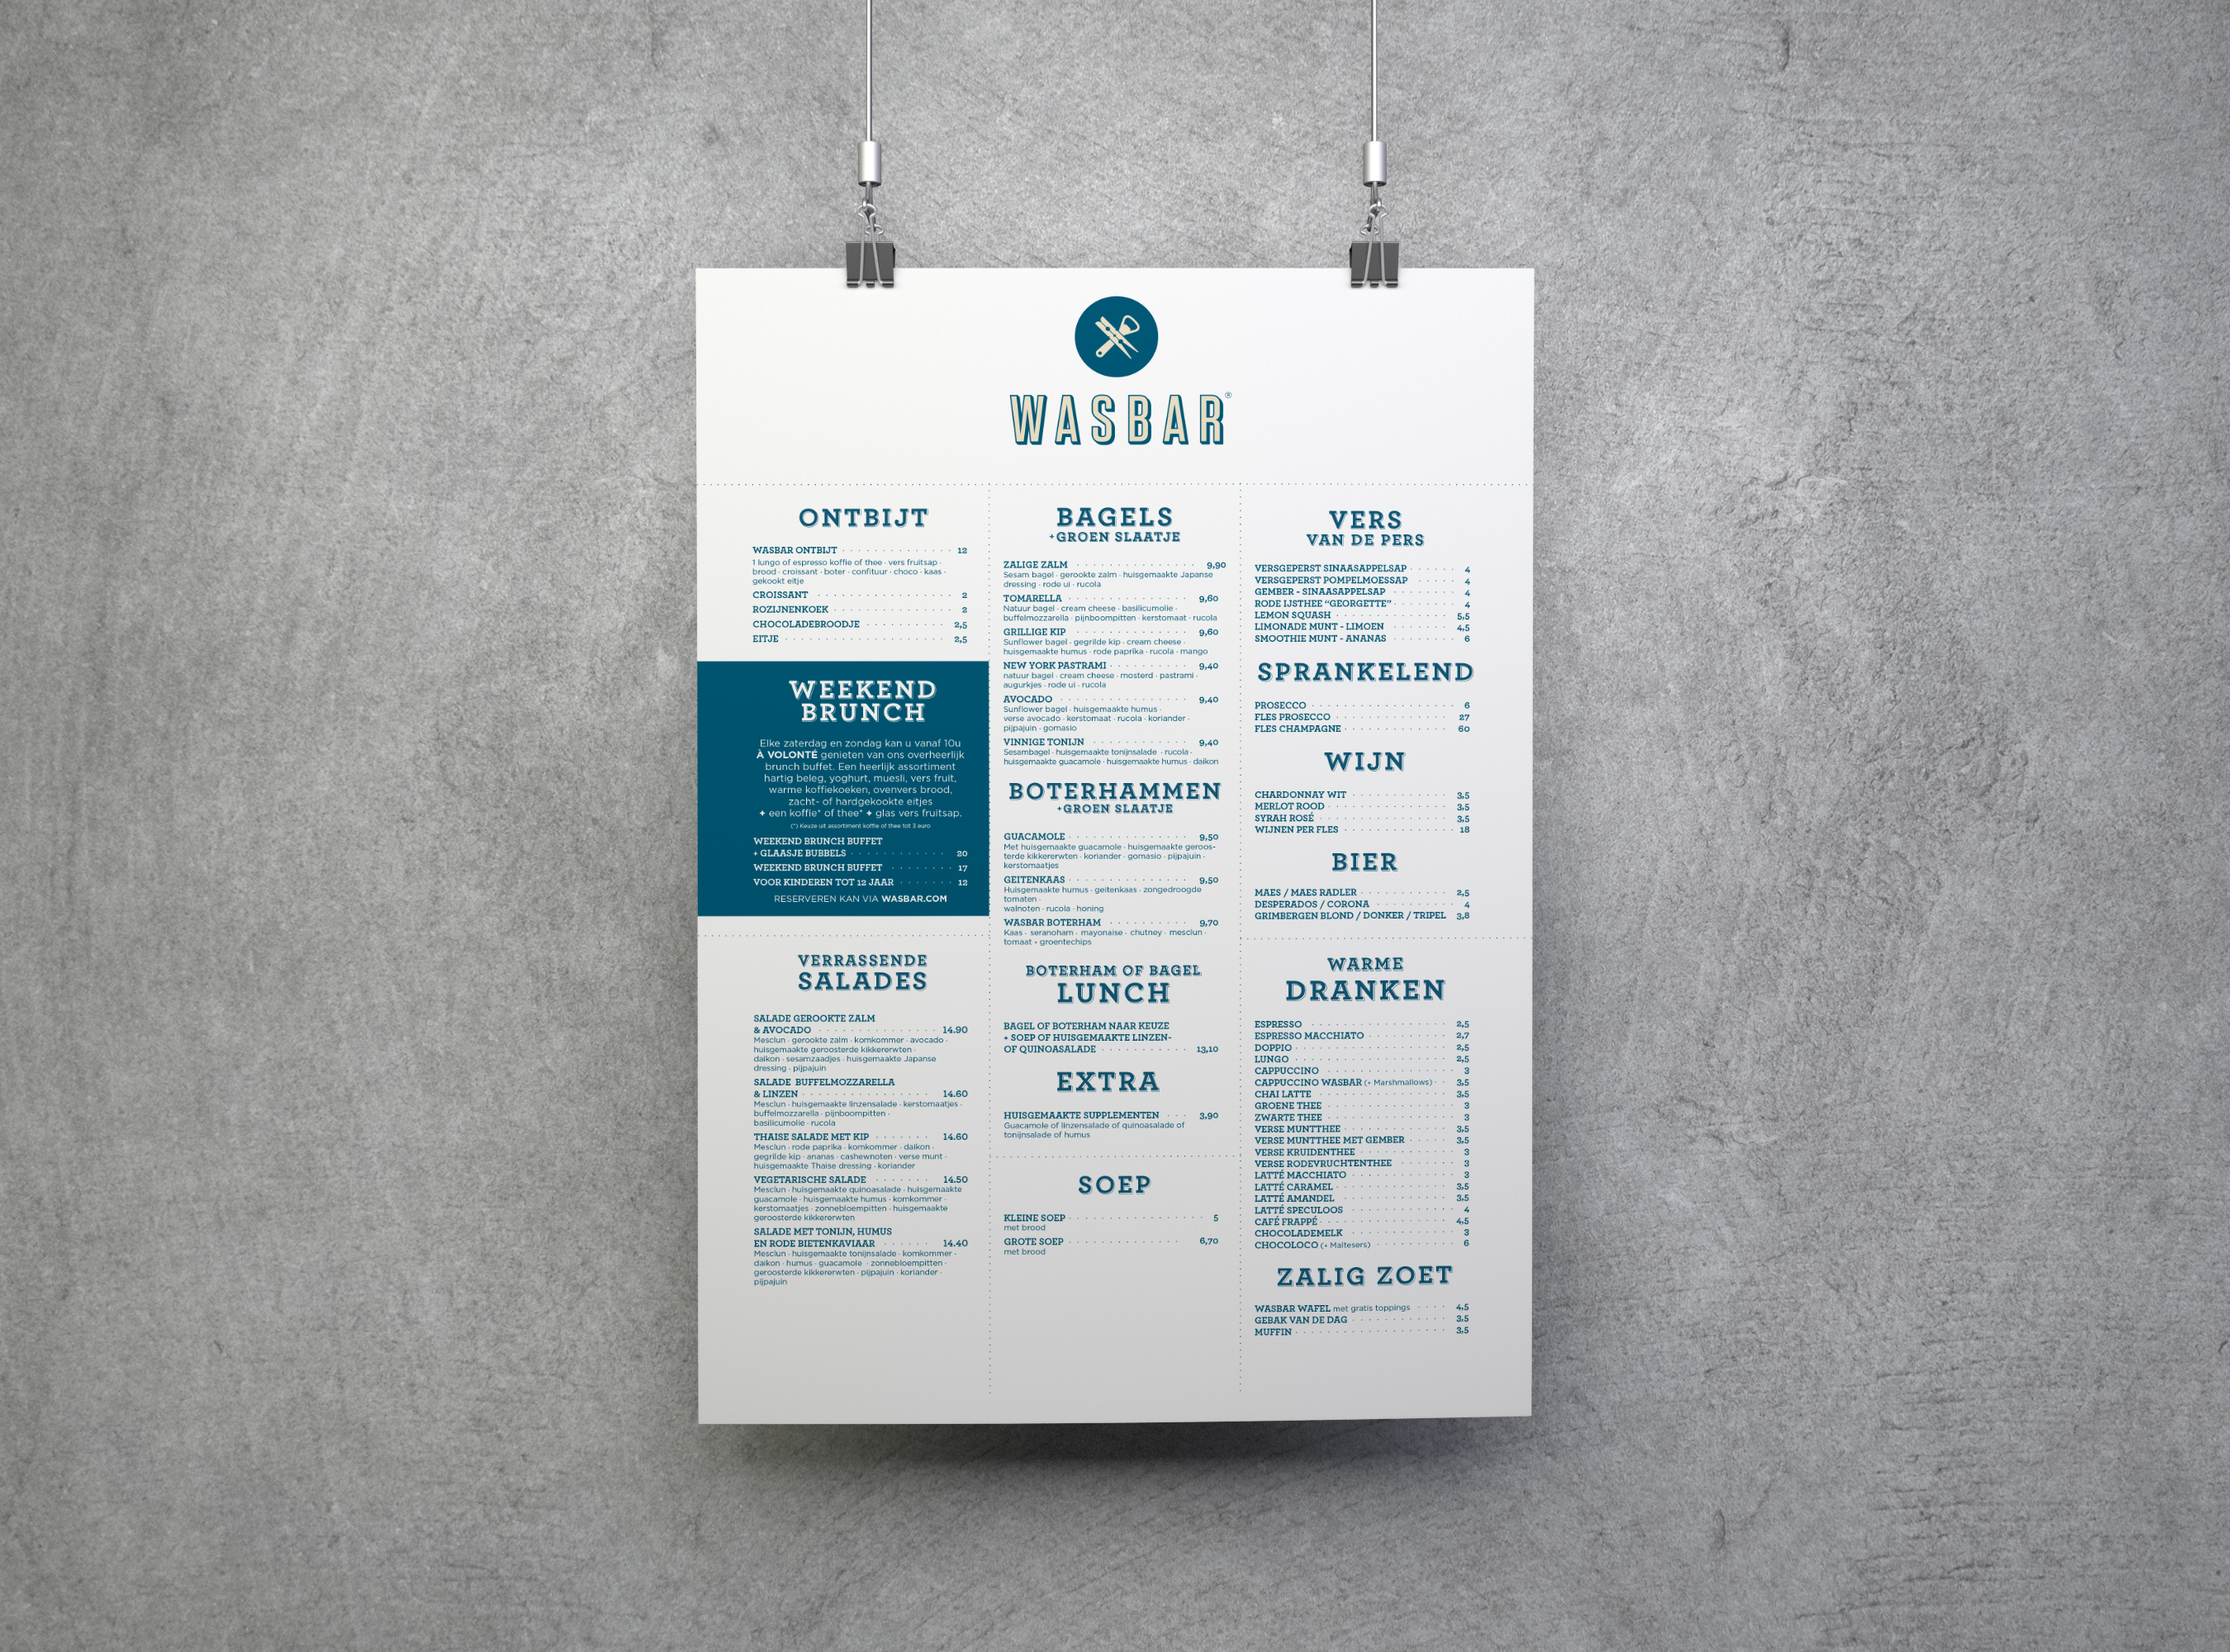 WASBAR®
ONTBIJT
WASBAR ONTBIJT 12
1 lungo of espresso koffie of thee · vers fruitsap ·
brood · croissant · boter · confituur · choco · kaas ·
gekookt eitje
CROISSANT 2
ROZIJNENKOEK 2
CHOCOLADEBROODJE 2,5
EITJE 2,5
WEEKEND
BRUNCH
Elke zaterdag en zondag kan u vanaf 10u
À VOLONTÉ genieten van ons overheerlijk
brunch buffet. Een heerlijk assortiment
hartig beleg, yoghurt, muesli, vers fruit,
warme koffiekoeken, ovenvers brood,
zacht- of hardgekookte eitjes
+ een koffie* of thee* + glas vers fruitsap.
(*) Keuze uit assortiment koffie of thee tot 3 euro
WEEKEND BRUNCH BUFFET
+ GLAASJE BUBBELS 20
WEEKEND BRUNCH BUFFET 17
VOOR KINDEREN TOT 12 JAAR 12
RESERVEREN KAN VIA WASBAR.COM
VERRASSENDE
SALADES
SALADE GEROOKTE ZALM
& AVOCADO 14.90
Mesclun · gerookte zalm · komkommer · avocado ·
huisgemaakte geroosterde kikkererwten ·
daikon · sesamzaadjes · huisgemaakte Japanse
dressing · pijpajuin
SALADE BUFFELMOZZARELLA
& LINZEN 14.60
Mesclun · huisgemaakte linzensalade · kerstomaatjes ·
buffelmozzarella · pijnboompitten ·
basilicumolie · rucola
THAISE SALADE MET KIP 14.60
Mesclun · rode paprika · komkommer · daikon ·
gegrilde kip · ananas · cashewnoten · verse munt ·
huisgemaakte Thaise dressing · koriander
VEGETARISCHE SALADE 14.50
Mesclun · huisgemaakte quinoasalade · huisgemaakte
guacamole · huisgemaakte humus · komkommer ·
kerstomaatjes · zonnebloempitten · huisgemaakte
geroosterde kikkererwten
SALADE MET TONIJN, HUMUS
EN RODE BIETENKAVIAAR 14.40
Mesclun · huisgemaakte tonijnsalade · komkommer ·
daikon · humus · guacamole · zonnebloempitten ·
geroosterde kikkererwten · pijpajuin · koriander ·
pijpajuin
BAGELS
+GROEN SLAATJE
ZALIGE ZALM 9,90
Sesam bagel · gerookte zalm · huisgemaakte Japanse
dressing · rode ui · rucola
TOMARELLA 9,60
Natuur bagel · cream cheese · basilicumolie ·
buffelmozzarella · pijnboompitten · kerstomaat · rucola
GRILLIGE KIP 9,60
Sunflower bagel · gegrilde kip · cream cheese ·
huisgemaakte humus · rode paprika · rucola · mango
NEW YORK PASTRAMI 9,40
natuur bagel · cream cheese · mosterd · pastrami ·
augurkjes · rode ui · rucola
AVOCADO 9,40
Sunflower bagel · huisgemaakte humus ·
verse avocado · kerstomaat · rucola · koriander ·
pijpajuin · gomasio
VINNIGE TONIJN 9,40
Sesambagel · huisgemaakte tonijnsalade · rucola ·
huisgemaakte guacamole · huisgemaakte humus · daikon
BOTERHAMMEN
+GROEN SLAATJE
GUACAMOLE 9,50
Met huisgemaakte guacamole · huisgemaakte geroos-
terde kikkererwten · koriander · gomasio · pijpajuin ·
kerstomaatjes
GEITENKAAS 9,50
Huisgemaakte humus · geitenkaas · zongedroogde
tomaten ·
walnoten · rucola · honing
WASBAR BOTERHAM 9,70
Kaas · seranoham · mayonaise · chutney · mesclun ·
tomaat + groentechips
BOTERHAM OF BAGEL
LUNCH
BAGEL OF BOTERHAM NAAR KEUZE
+ SOEP OF HUISGEMAAKTE LINZEN-
OF QUINOASALADE 13,10
EXTRA
HUISGEMAAKTE SUPPLEMENTEN 3,90
Guacamole of linzensalade of quinoasalade of
tonijnsalade of humus
SOEP
KLEINE SOEP 5
met brood
GROTE SOEP 6,70
met brood
VERS
VAN DE PERS
VERSGEPERST SINAASAPPELSAP 4
VERSGEPERST POMPELMOESSAP 4
GEMBER - SINAASAPPELSAP 4
RODE IJSTHEE “GEORGETTE” 4
LEMON SQUASH 5,5
LIMONADE MUNT - LIMOEN 4,5
SMOOTHIE MUNT - ANANAS 6
SPRANKELEND
PROSECCO 6
FLES PROSECCO 27
FLES CHAMPAGNE 60
WIJN
CHARDONNAY WIT 3,5
MERLOT ROOD 3,5
SYRAH ROSÉ 3,5
WIJNEN PER FLES 18
BIER
MAES / MAES RADLER 2,5
DESPERADOS / CORONA 4
GRIMBERGEN BLOND / DONKER / TRIPEL 3,8
WARME
DRANKEN
ESPRESSO 2,5
ESPRESSO MACCHIATO 2,7
DOPPIO 2,5
LUNGO 2,5
CAPPUCCINO 3
CAPPUCCINO WASBAR (+ Marshmallows) 3,5
CHAI LATTE 3,5
GROENE THEE 3
ZWARTE THEE 3
VERSE MUNTTHEE 3,5
VERSE MUNTTHEE MET GEMBER 3,5
VERSE KRUIDENTHEE 3
VERSE RODEVRUCHTENTHEE 3
LATTÉ MACCHIATO 3
LATTÉ CARAMEL 3,5
LATTÉ AMANDEL 3,5
LATTÉ SPECULOOS 4
CAFÉ FRAPPÉ 4,5
CHOCOLADEMELK 3
CHOCOLOCO (+ Maltesers) 6
ZALIG ZOET
WASBAR WAFEL met gratis toppings 4,5
GEBAK VAN DE DAG 3,5
MUFFIN 3,5